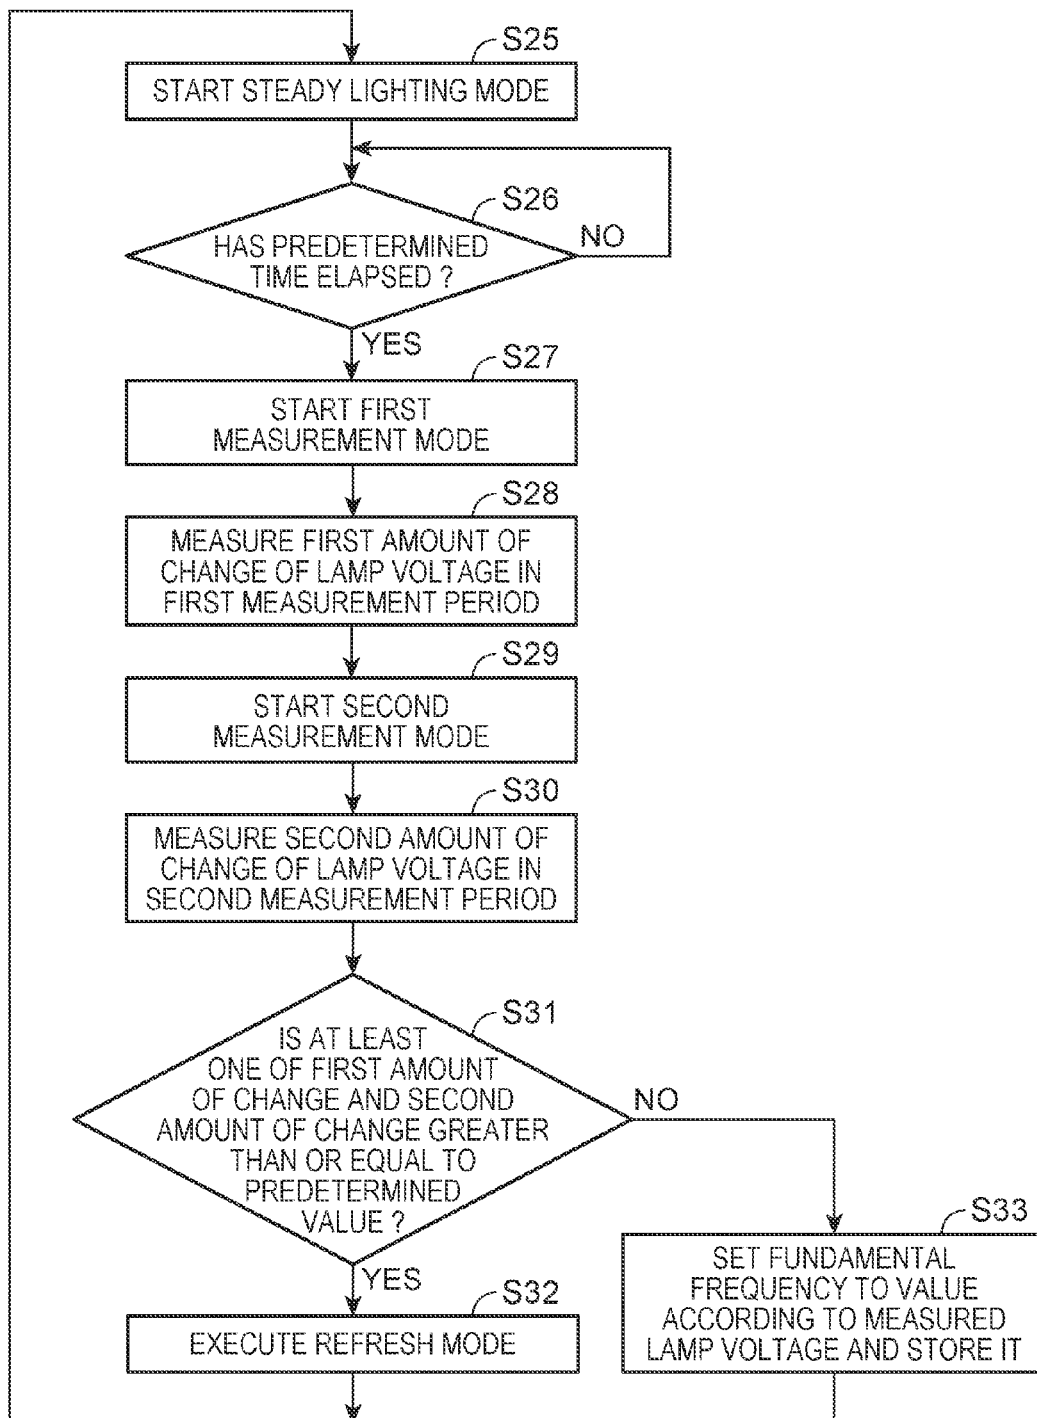 S25
START STEADY LIGHTING MODE
S26
HAS PREDETERMINED
TIME ELAPSED ?
NO
YES
S27
START FIRST
MEASUREMENT MODE
S28
MEASURE FIRST AMOUNT OF
CHANGE OF LAMP VOLTAGE IN
FIRST MEASUREMENT PERIOD
S29
START SECOND
MEASUREMENT MODE
S30
MEASURE SECOND AMOUNT OF
CHANGE OF LAMP VOLTAGE IN
SECOND MEASUREMENT PERIOD
S31
IS AT LEAST
ONE OF FIRST AMOUNT
OF CHANGE AND SECOND
AMOUNT OF CHANGE GREATER
THAN OR EQUAL TO
PREDETERMINED
VALUE ?
NO
YES
S32
EXECUTE REFRESH MODE
S33
SET FUNDAMENTAL
FREQUENCY TO VALUE
ACCORDING TO MEASURED
LAMP VOLTAGE AND STORE IT